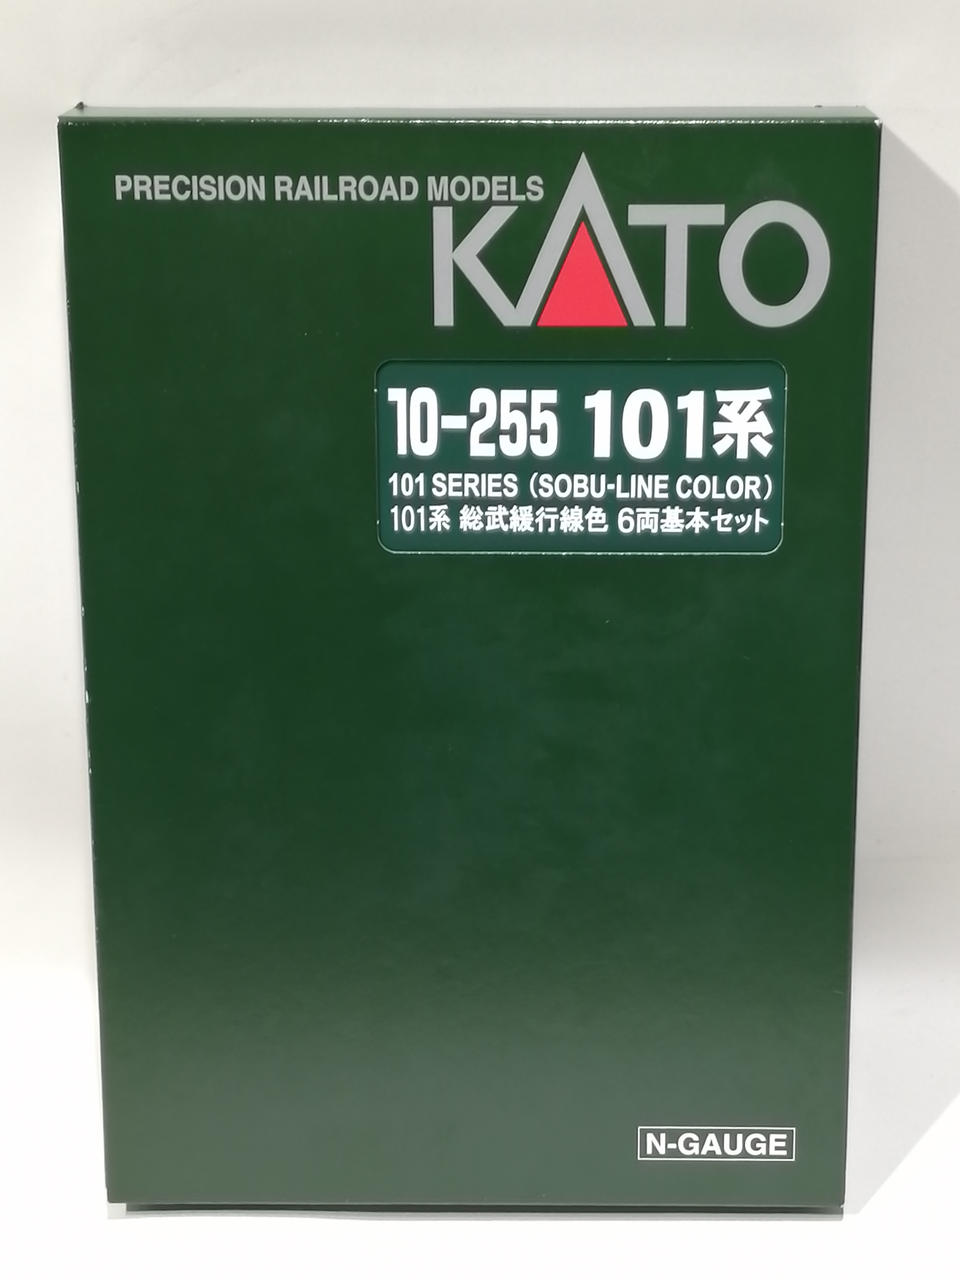 PRECISION RAILROAD MODELS
KATO
10-255 101系
101 SERIES (SOBU-LINE COLOR)
101系 総武緩行線色 6両基本セット
N-GAUGE